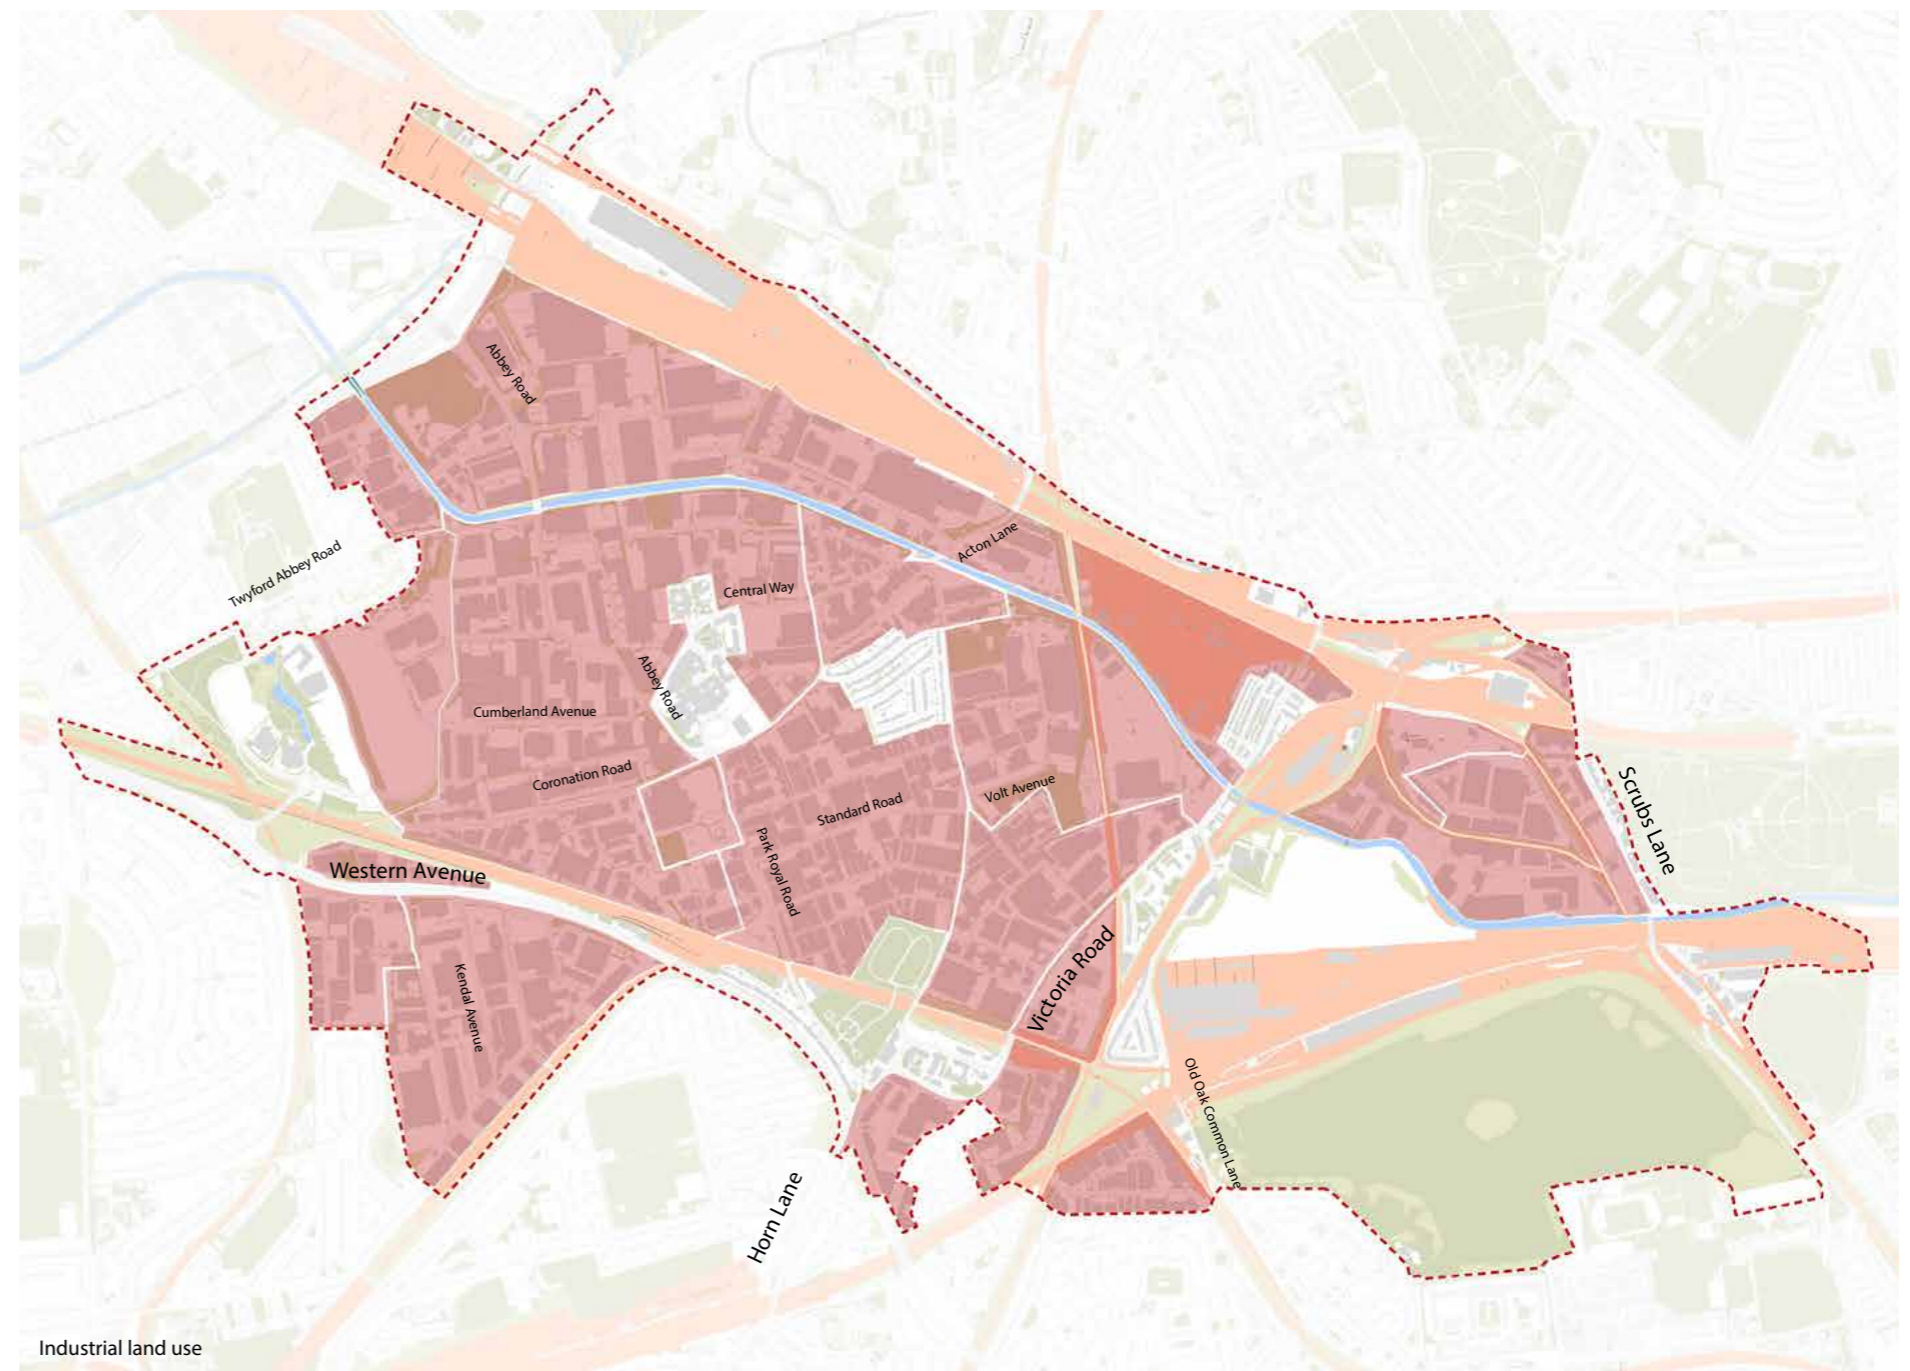 Abbey Road
Acton Lane
Twyford Abbey Road
Central Way
Abbey Road
Cumberland Avenue
Coronation Road
Volt Avenue
Standard Road
Scrubs Lane
Park Royal Road
Western Avenue
Victoria Road
Kendal Avenue
Old Oak Common Lane
Horn Lane
Industrial land use